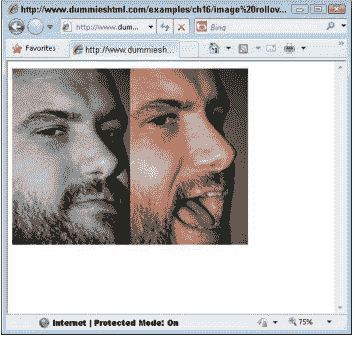 http://www.dummieshtml.com/examples/ch16/image%20rollov...
http://www.dum...
Bing
Favorites
http://www.dummiesh...
Internet | Protected Mode: On
75%